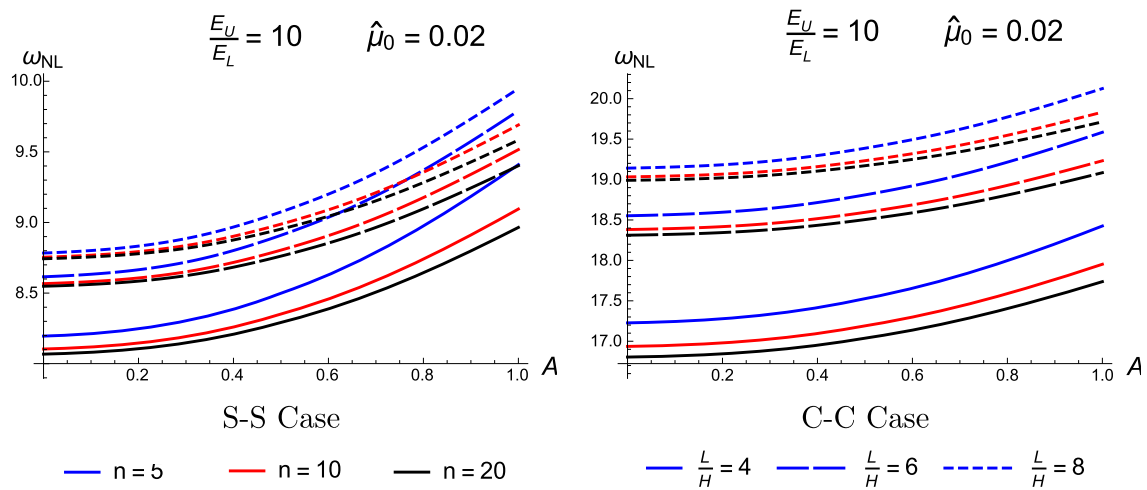 E_U/E_L = 10 μ̂₀ = 0.02
ω_NL
10.0
9.5
9.0
8.5
0.2 0.4 0.6 0.8 1.0 A
S-S Case
E_U/E_L = 10 μ̂₀ = 0.02
ω_NL
20.0
19.5
19.0
18.5
18.0
17.5
17.0
0.2 0.4 0.6 0.8 1.0 A
C-C Case
n = 5 n = 10 n = 20
L/H = 4 L/H = 6 L/H = 8